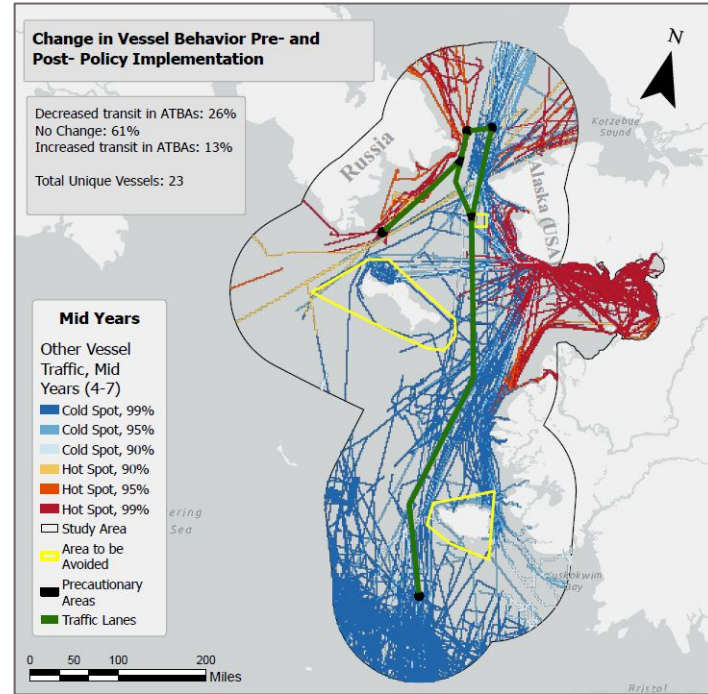 Change in Vessel Behavior Pre- and
Post- Policy Implementation
Decreased transit in ATBAs: 26%
No Change: 61%
Increased transit in ATBAs: 13%
Total Unique Vessels: 23
N
Kotzebue
Sound
Russia
Alaska (USA)
Mid Years
Other Vessel
Traffic, Mid
Years (4-7)
Cold Spot, 99%
Cold Spot, 95%
Cold Spot, 90%
Hot Spot, 90%
Hot Spot, 95%
Hot Spot, 99%
Study Area
Area to be
Avoided
Precautionary
Areas
Traffic Lanes
ering
Sea
uskokwim
Bay
0 50 100 200
Miles
Bristol